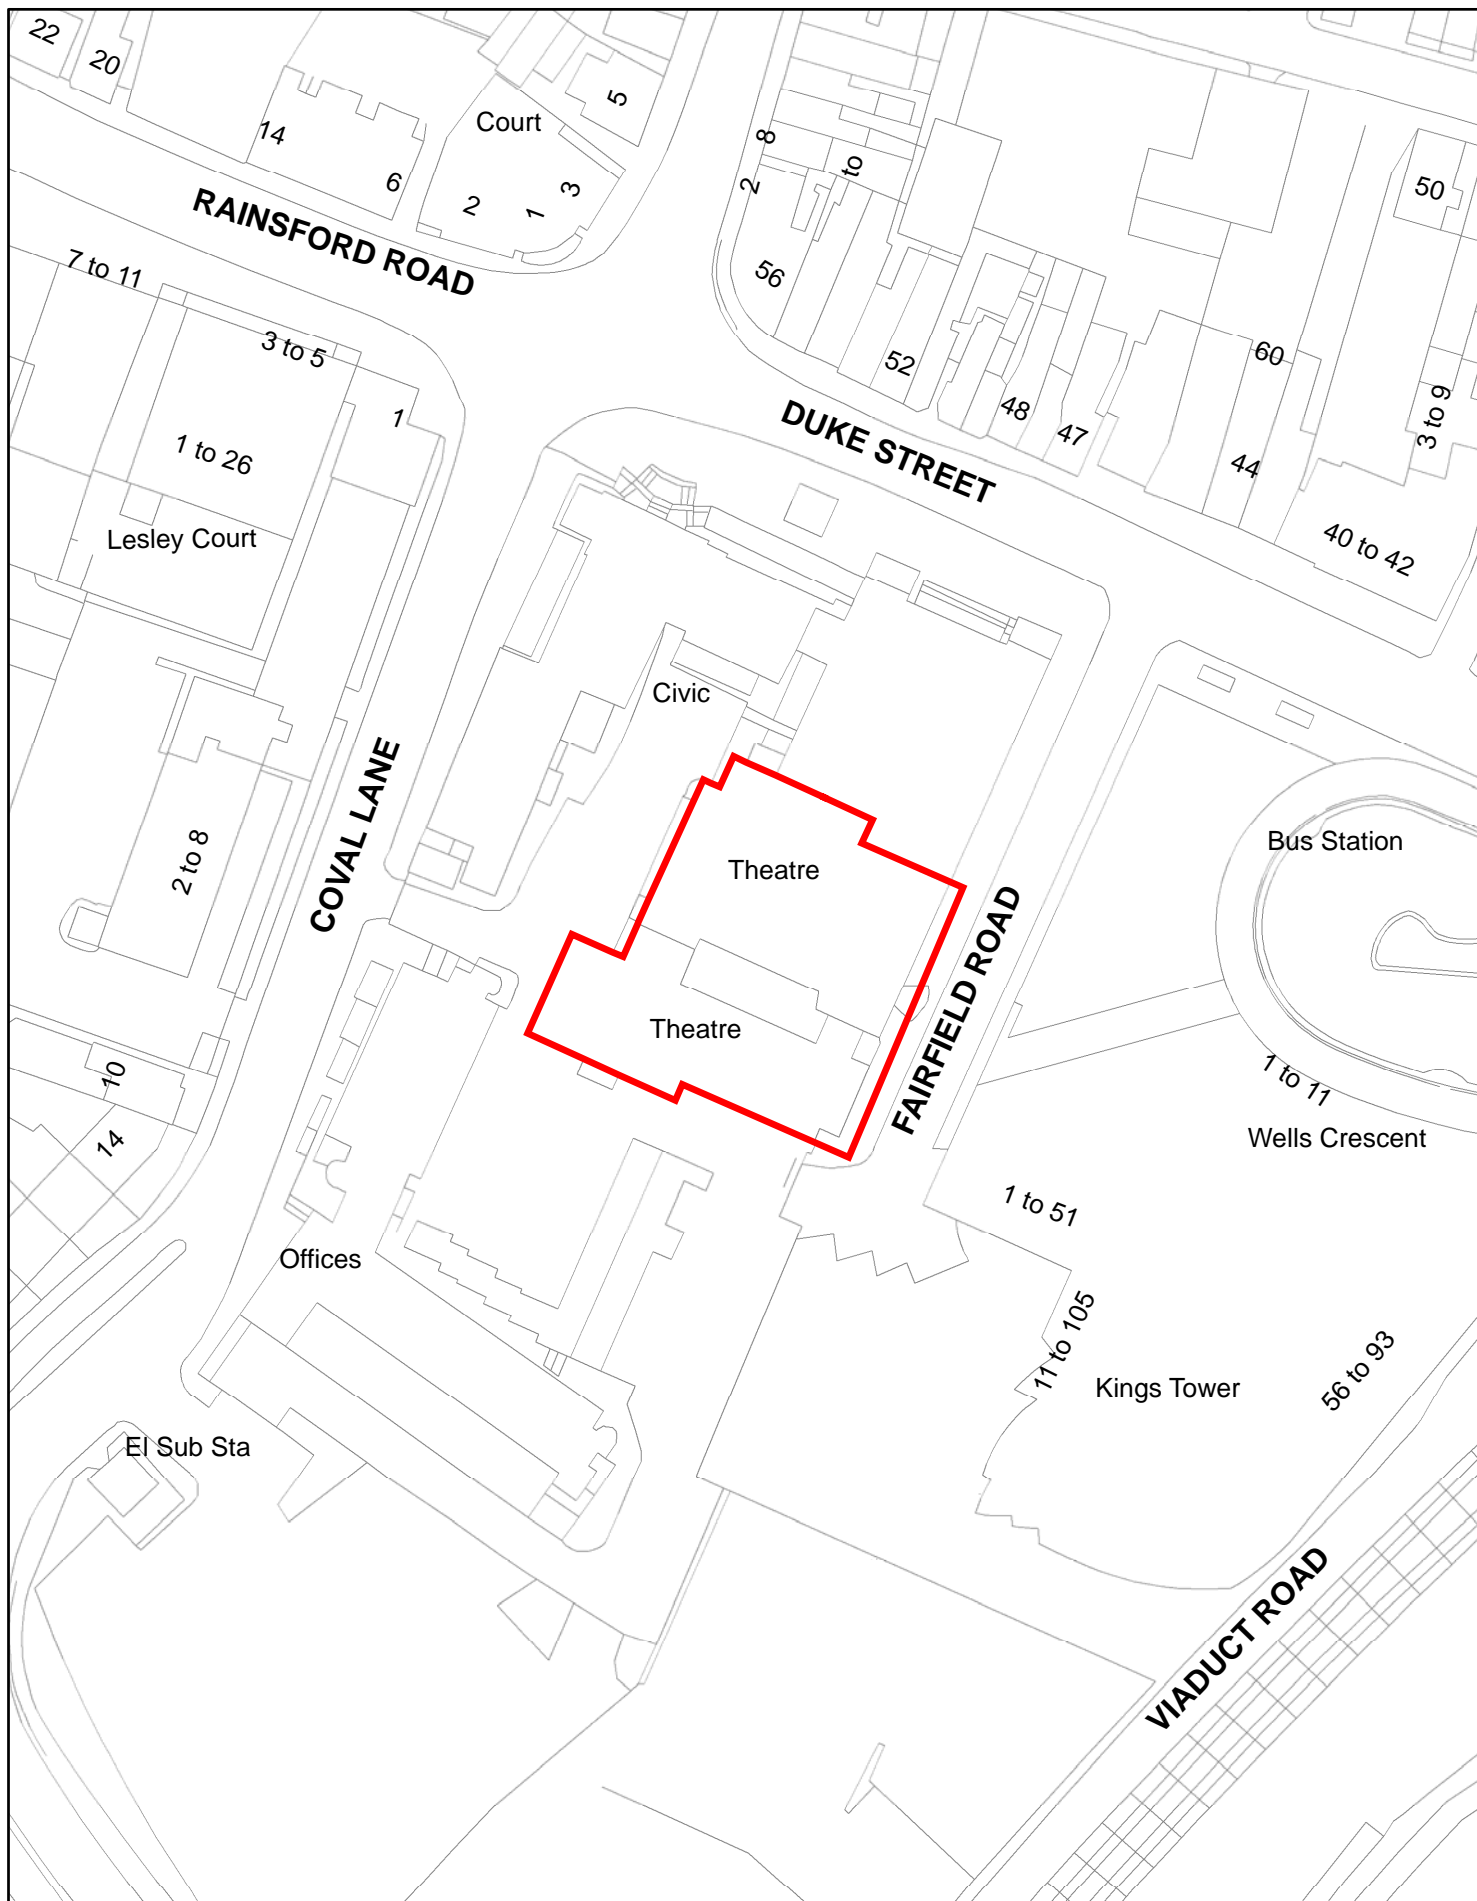 22
20
5
Court
14
8
to
6
3
2
2
1
50
RAINSFORD ROAD
7 to 11
56
3 to 5
60
52
1
48
3 to 9
DUKE STREET
47
1 to 26
44
Lesley Court
40 to 42
Civic
COVAL LANE
Bus Station
2 to 8
Theatre
FAIRFIELD ROAD
Theatre
10
1 to 11
14
Wells Crescent
1 to 51
Offices
11 to 105
56 to 93
Kings Tower
El Sub Sta
VIADUCT ROAD